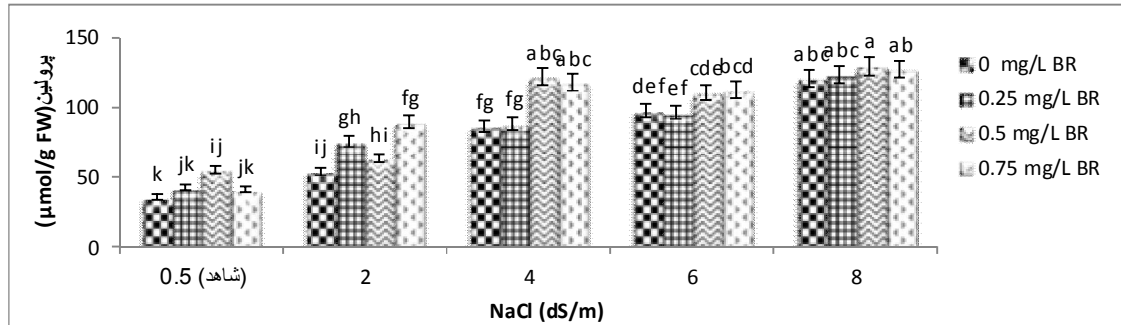 پرولین(µmol/g FW)
150
100
50
0
k jk ij jk
ij gh hi fg
fg fg abc abc
def ef cde bcd
abc abc a ab
0.5 (شاهد) 2 4 6 8
NaCl (dS/m)
0 mg/L BR
0.25 mg/L BR
0.5 mg/L BR
0.75 mg/L BR